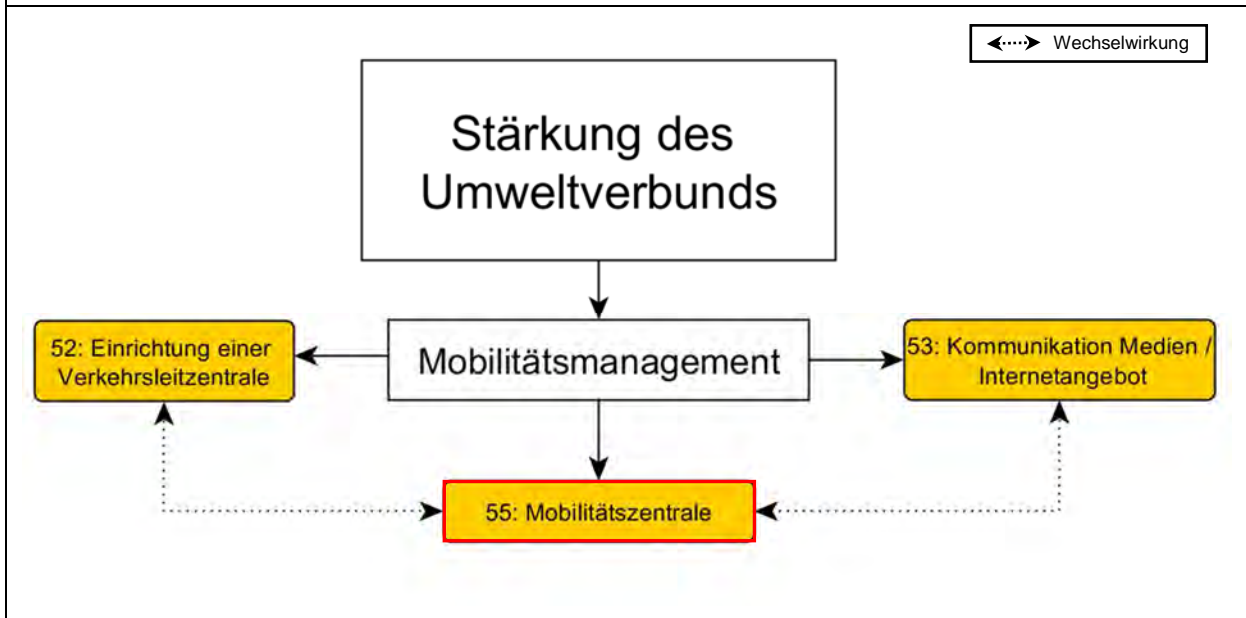 Wechselwirkung
Stärkung des
Umweltverbunds
52: Einrichtung einer
Verkehrsleitzentrale
Mobilitätsmanagement
53: Kommunikation Medien /
Internetangebot
55: Mobilitätszentrale